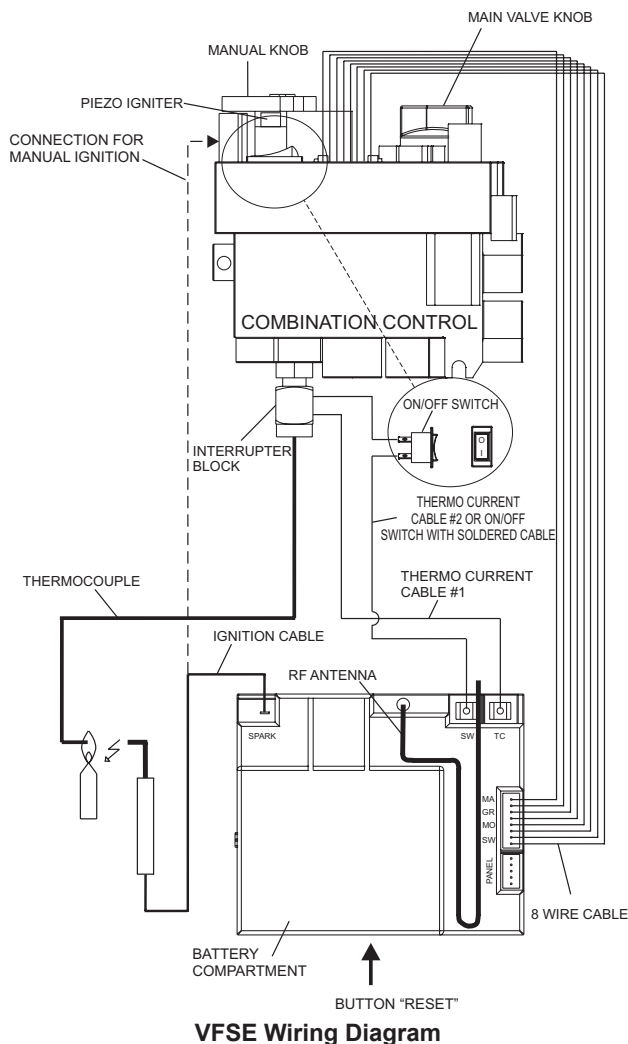 MAIN VALVE KNOB
MANUAL KNOB
PIEZO IGNITER
CONNECTION FOR
MANUAL IGNITION
COMBINATION CONTROL
ON/OFF SWITCH
O
I
INTERRUPTER
BLOCK
THERMO CURRENT
CABLE #2 OR ON/OFF
SWITCH WITH SOLDERED CABLE
THERMOCOUPLE
THERMO CURRENT
CABLE #1
IGNITION CABLE
RF ANTENNA
SPARK
SW
TC
MA
GR
MO
SW
PANEL
8 WIRE CABLE
BATTERY
COMPARTMENT
BUTTON “RESET”
VFSE Wiring Diagram